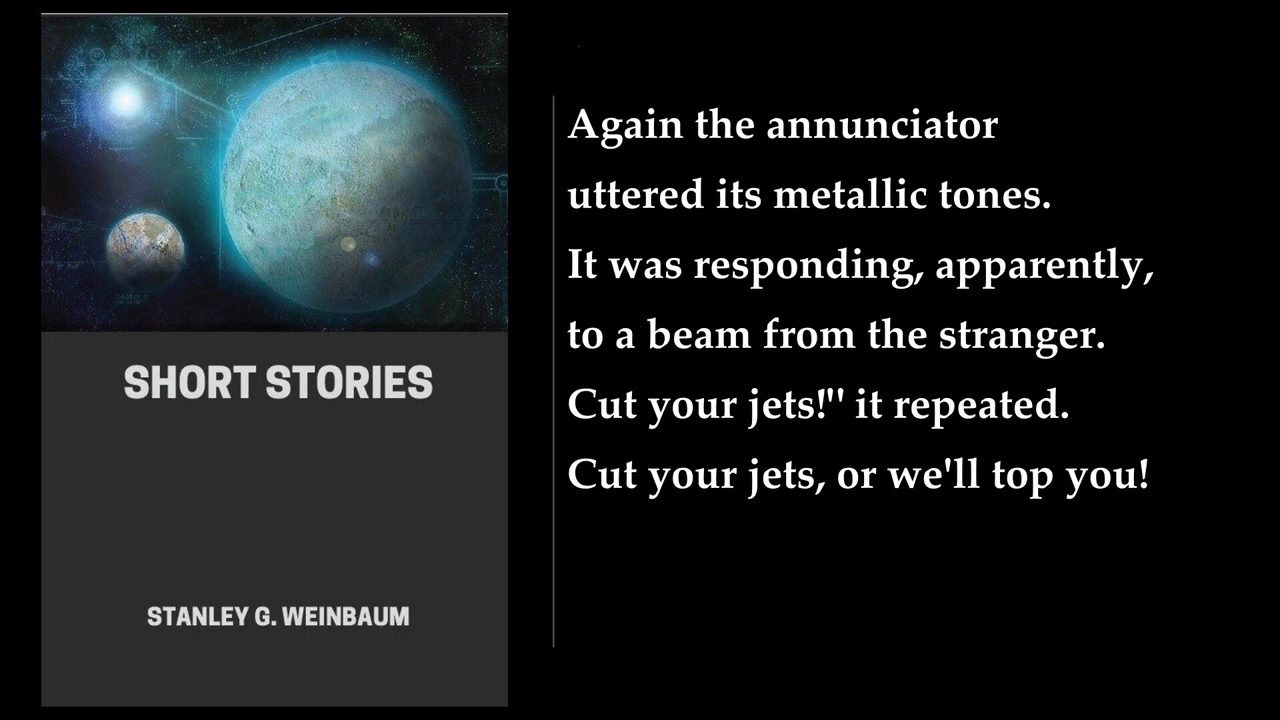 SHORT STORIES
STANLEY G. WEINBAUM
Again the annunciator
uttered its metallic tones.
It was responding, apparently,
to a beam from the stranger.
Cut your jets!" it repeated.
Cut your jets, or we'll top you!